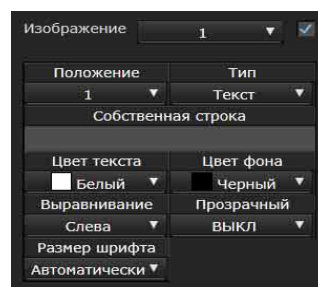 Изображение 1
Положение Тип
1 Текст
Собственная строка
Цвет текста Цвет фона
Белый Черный
Выравнивание Прозрачный
Слева ВЫКЛ
Размер шрифта
Автоматически